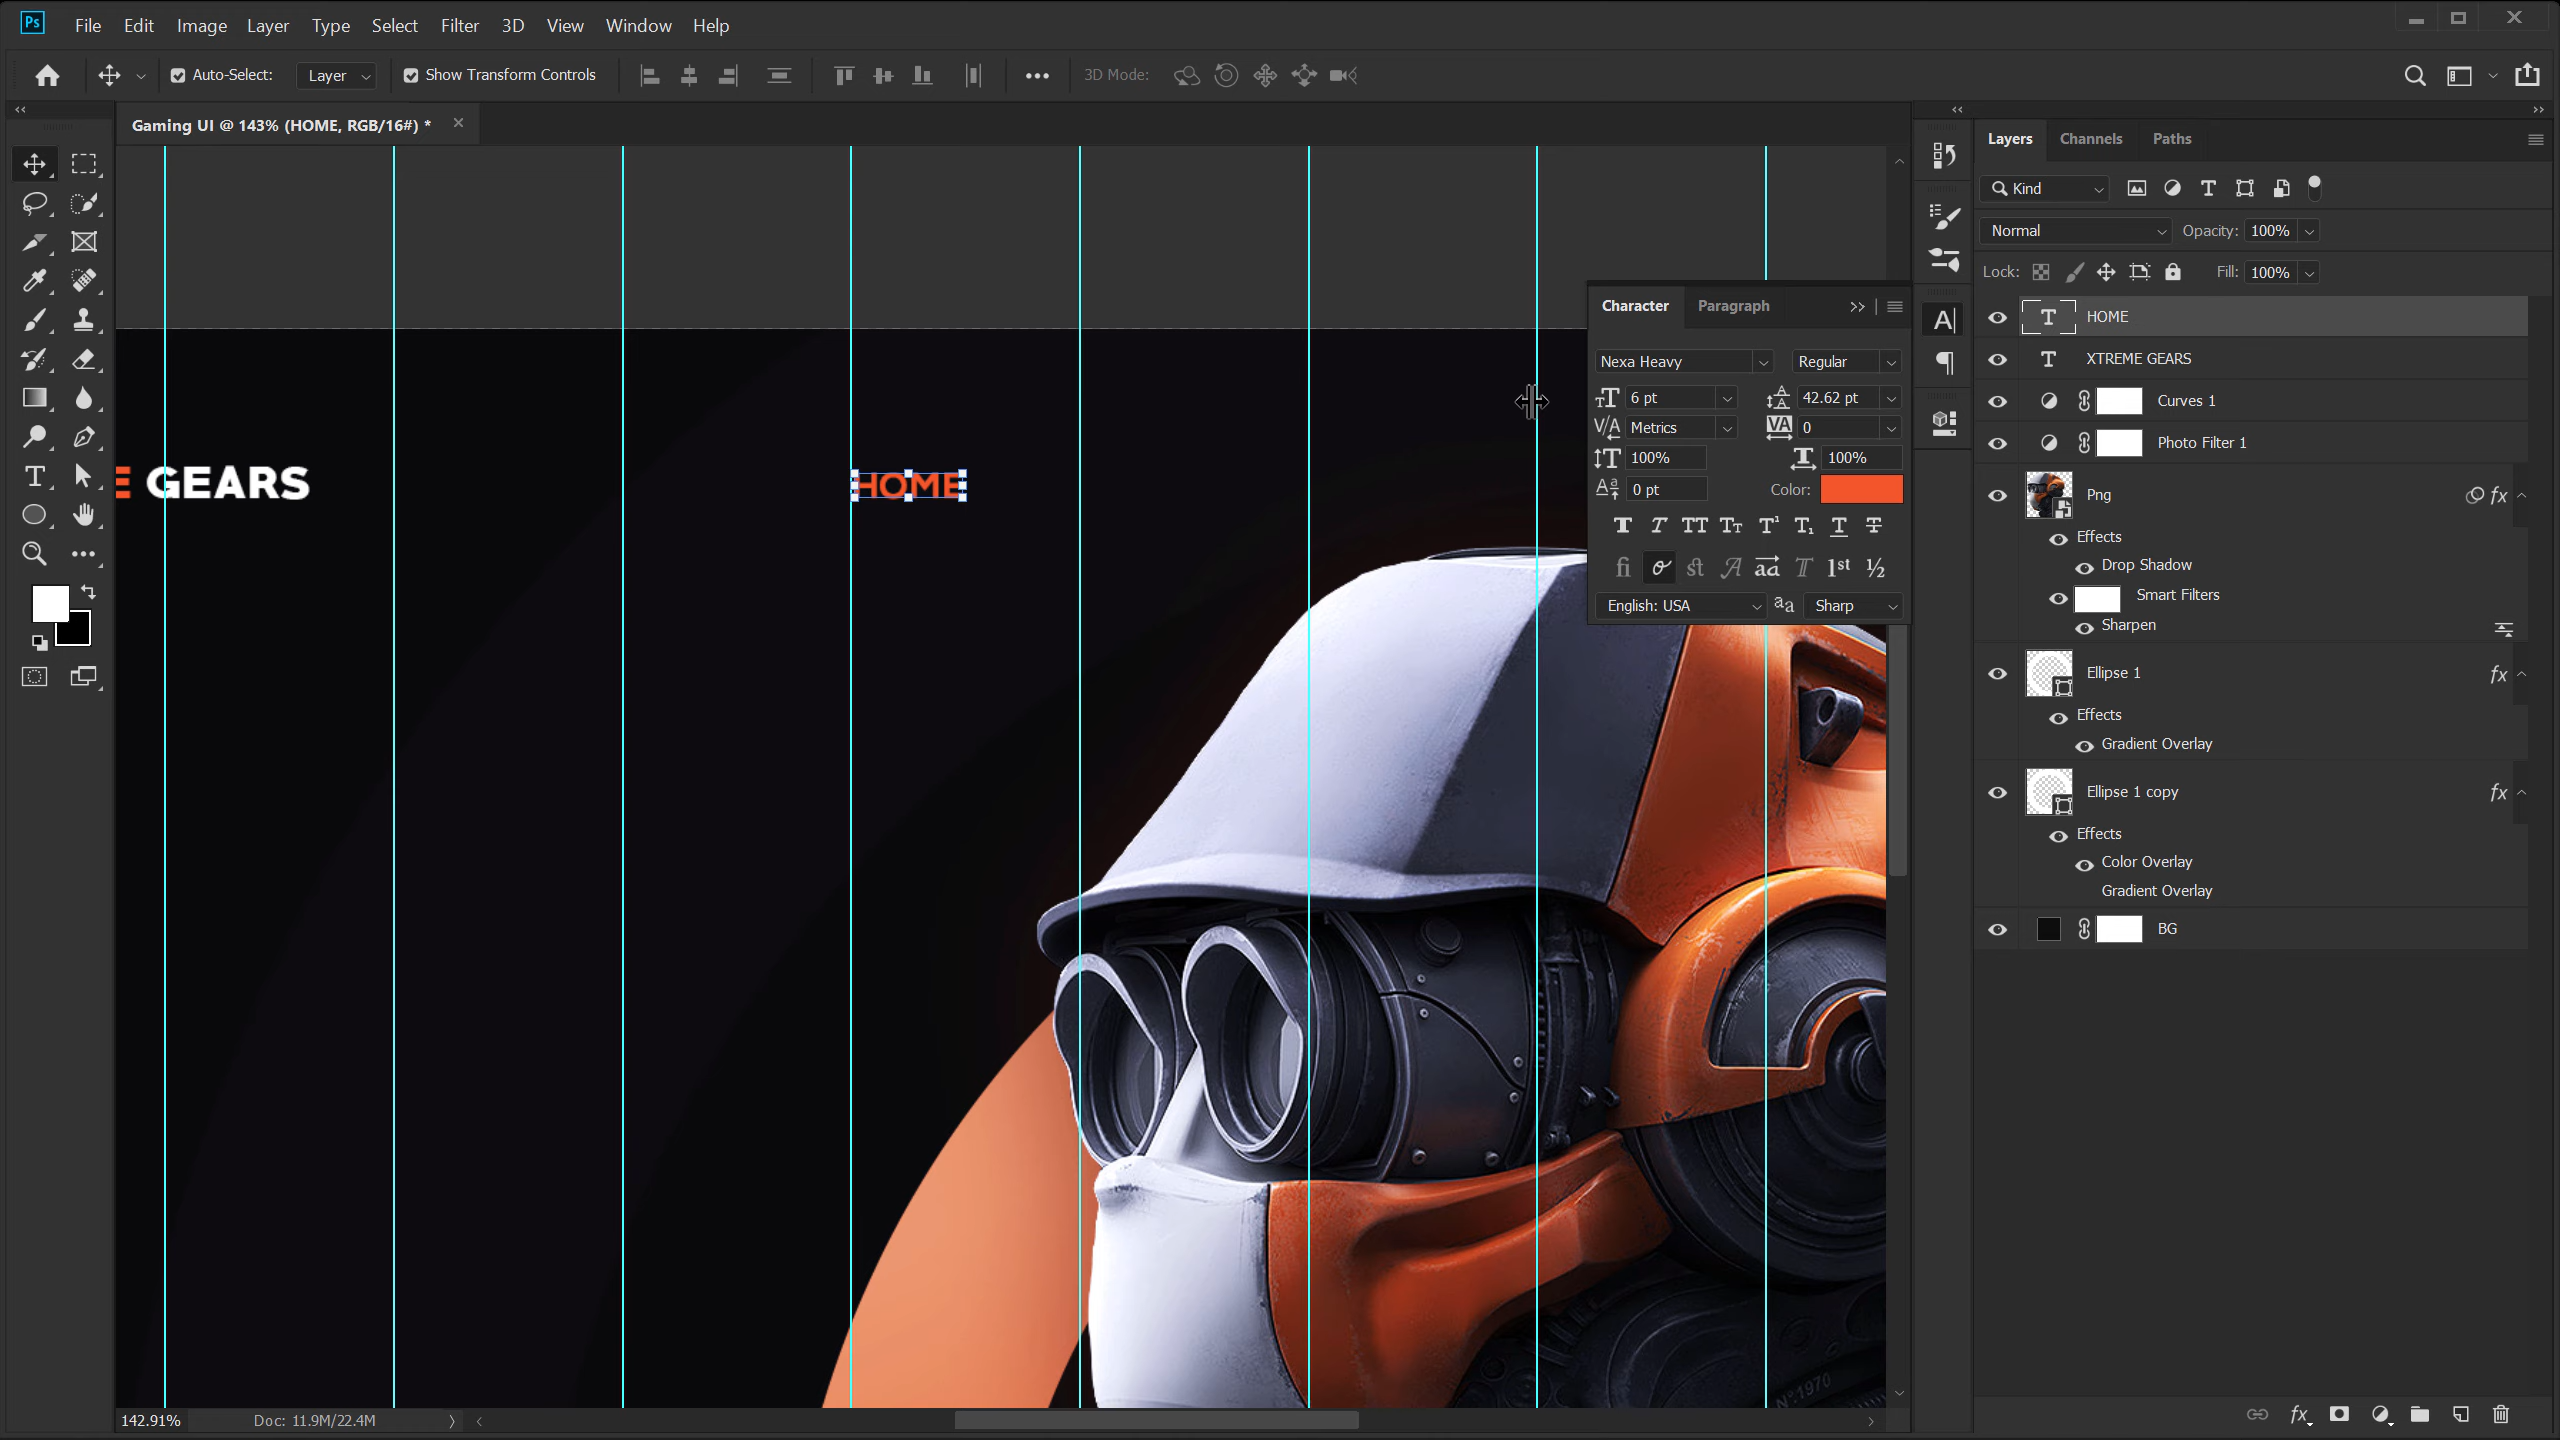 Ps File Edit Image Layer Type Select Filter 3D View Window Help
Auto-Select: Layer Show Transform Controls 3D Mode:
Gaming UI @ 143% (HOME, RGB/16#) *
E GEARS
HOME
N°1970
Character Paragraph
Nexa Heavy Regular
6 pt 42.62 pt
Metrics 0
100% 100%
0 pt Color:
English: USA Sharp
Layers Channels Paths
Kind
Normal Opacity: 100%
Lock: Fill: 100%
HOME
XTREME GEARS
Curves 1
Photo Filter 1
Png fx
Effects
Drop Shadow
Smart Filters
Sharpen
Ellipse 1 fx
Effects
Gradient Overlay
Ellipse 1 copy fx
Effects
Color Overlay
Gradient Overlay
BG
142.91% Doc: 11.9M/22.4M